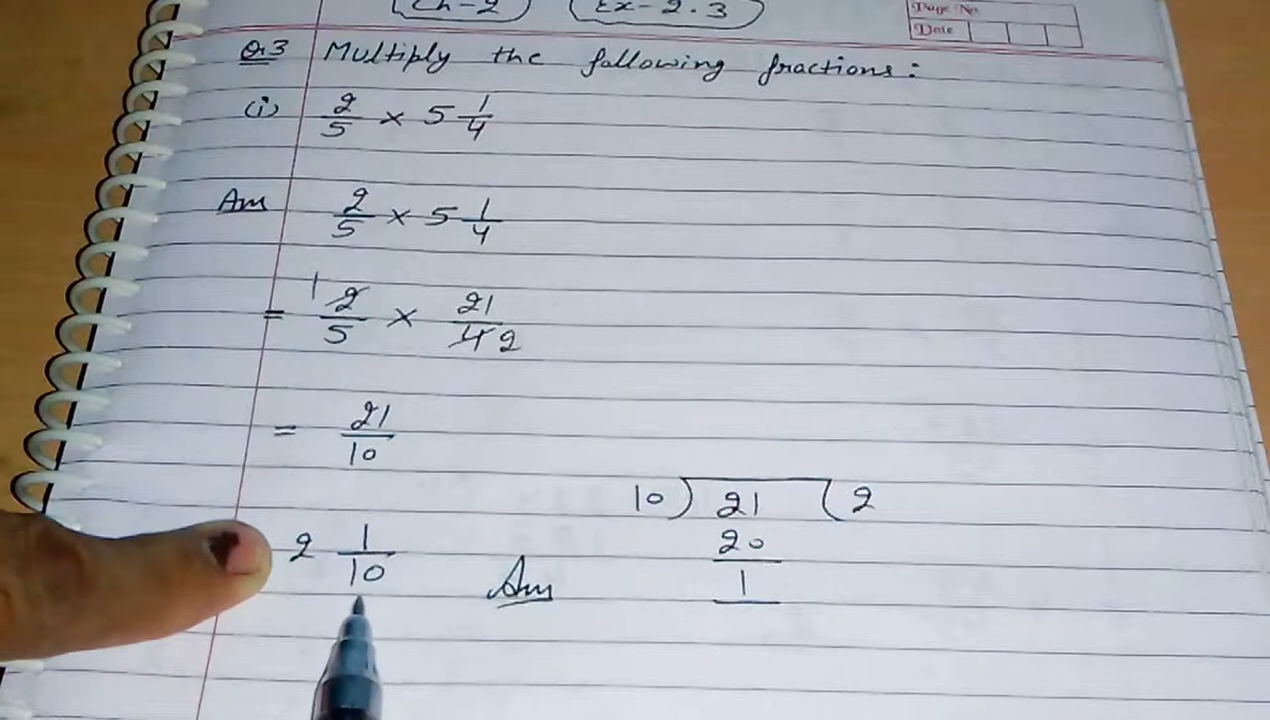 Ch-2 Ex-2.3
Page No.
Date
Q.3 Multiply the following fractions:
(i) 2/5 × 5 1/4
Ans 2/5 × 5 1/4
= 1 2/5 × 21/4 2
= 21/10
10 ) 21 ( 2
20
1
2 1/10 Ans